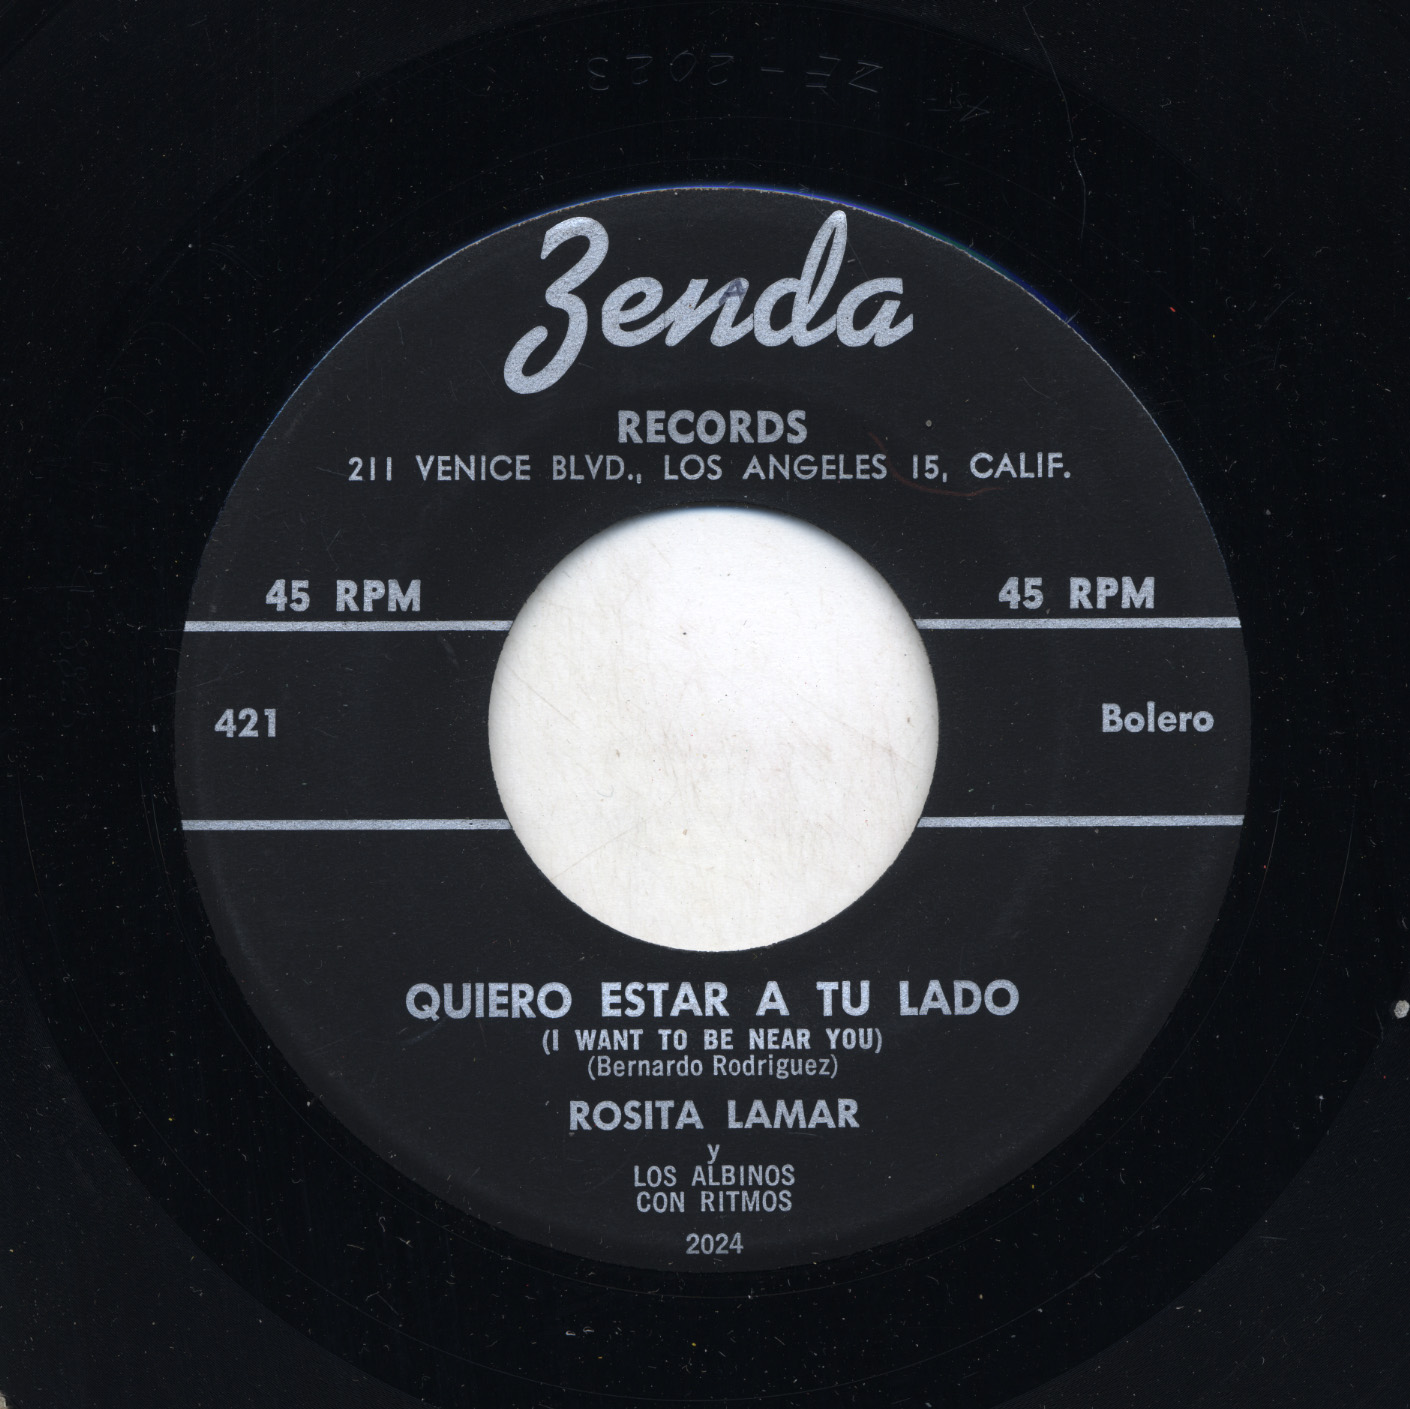 ZE-2023
Zenda
A
RECORDS
211 VENICE BLVD., LOS ANGELES 15, CALIF.
45 RPM 45 RPM
421 Bolero
QUIERO ESTAR A TU LADO
(I WANT TO BE NEAR YOU)
(Bernardo Rodriguez)
ROSITA LAMAR
y
LOS ALBINOS
CON RITMOS
2024